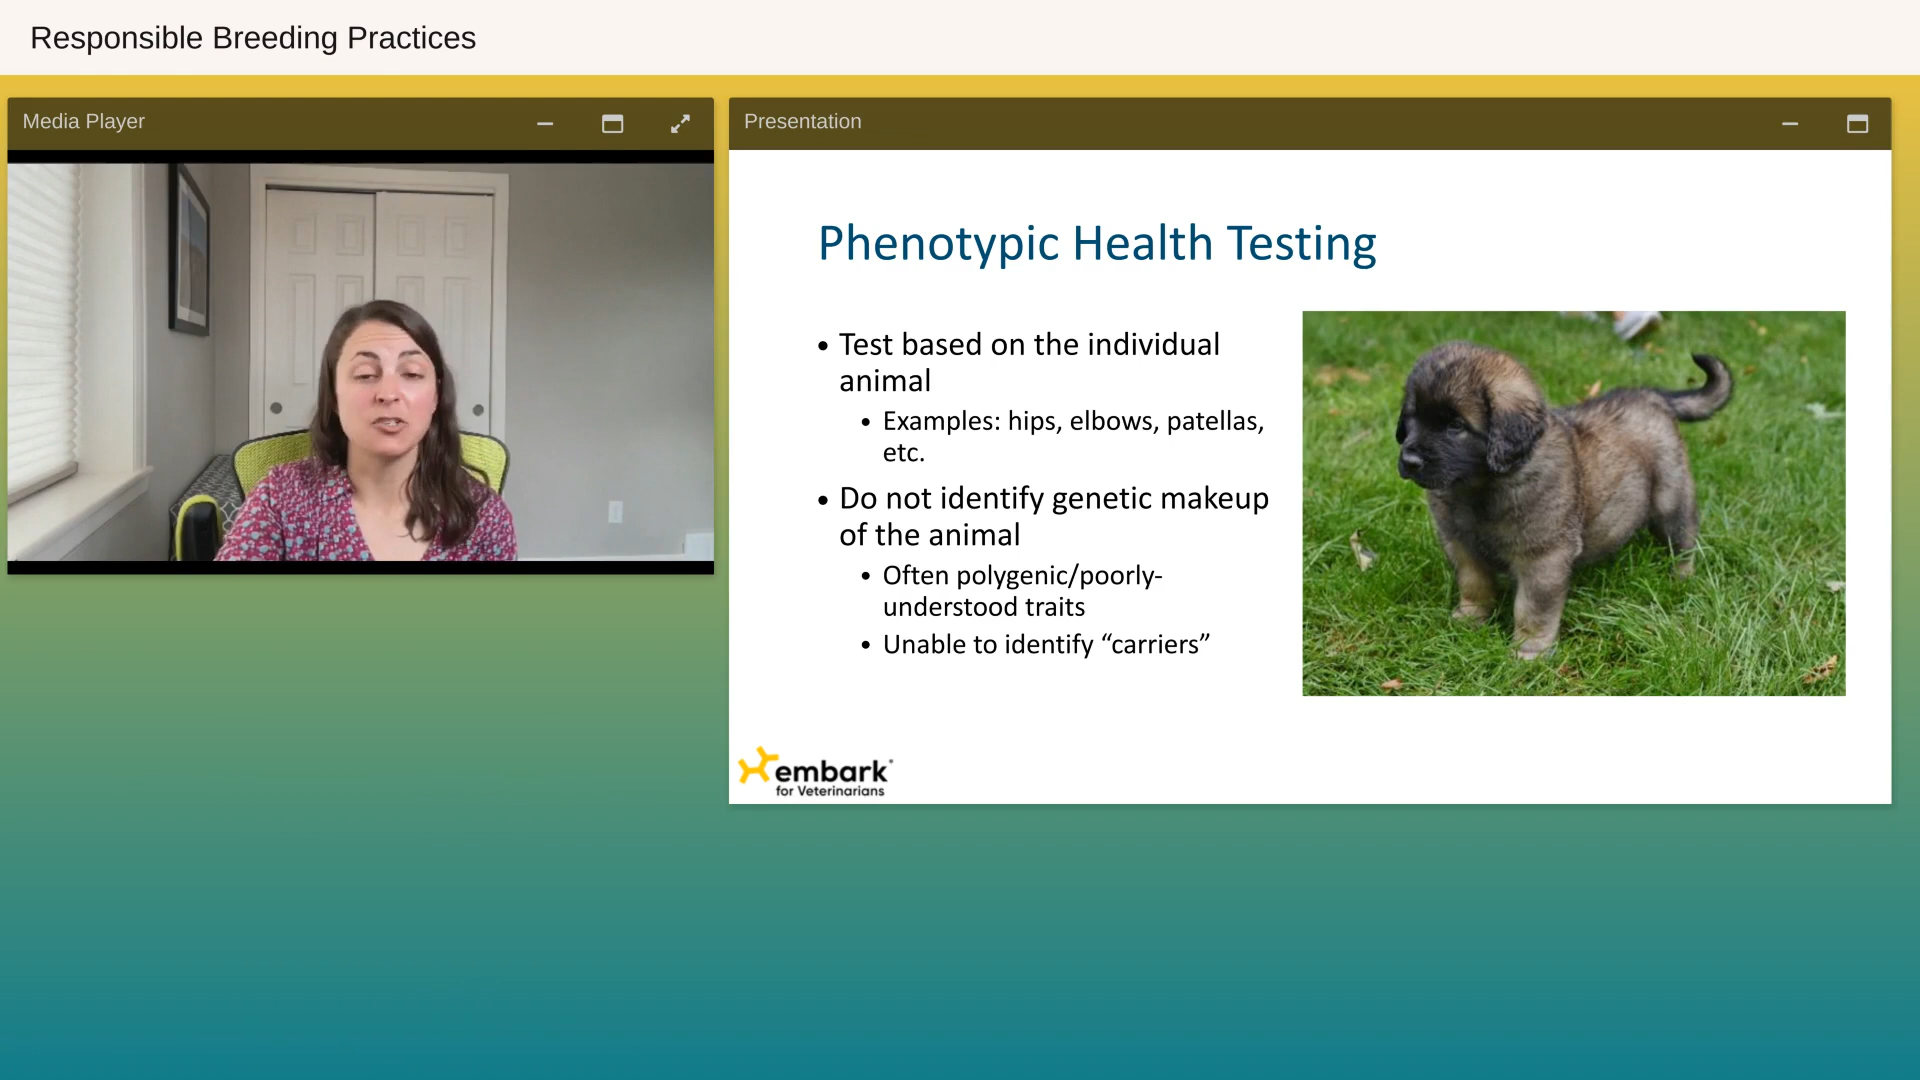 Responsible Breeding Practices
Media Player
Presentation
Phenotypic Health Testing
• Test based on the individual
animal
• Examples: hips, elbows, patellas,
etc.
• Do not identify genetic makeup
of the animal
• Often polygenic/poorly-
understood traits
• Unable to identify “carriers”
embark
for Veterinarians